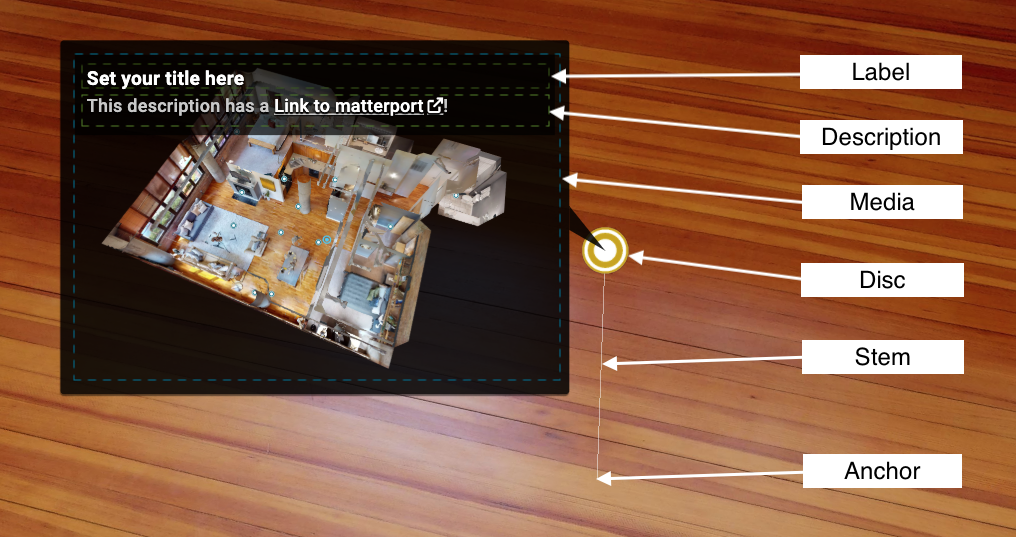 Set your title here
This description has a Link to matterport!
Label
Description
Media
Disc
Stem
Anchor